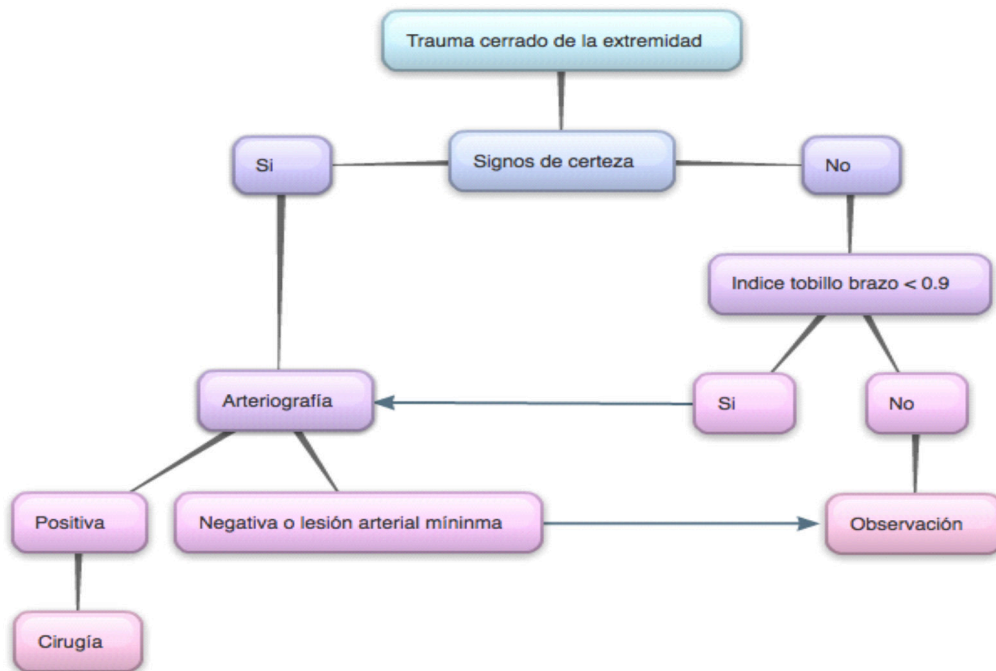 Trauma cerrado de la extremidad
Si
Signos de certeza
No
Indice tobillo brazo < 0.9
Arteriografía
Si
No
Positiva
Negativa o lesión arterial míninma
Observación
Cirugía